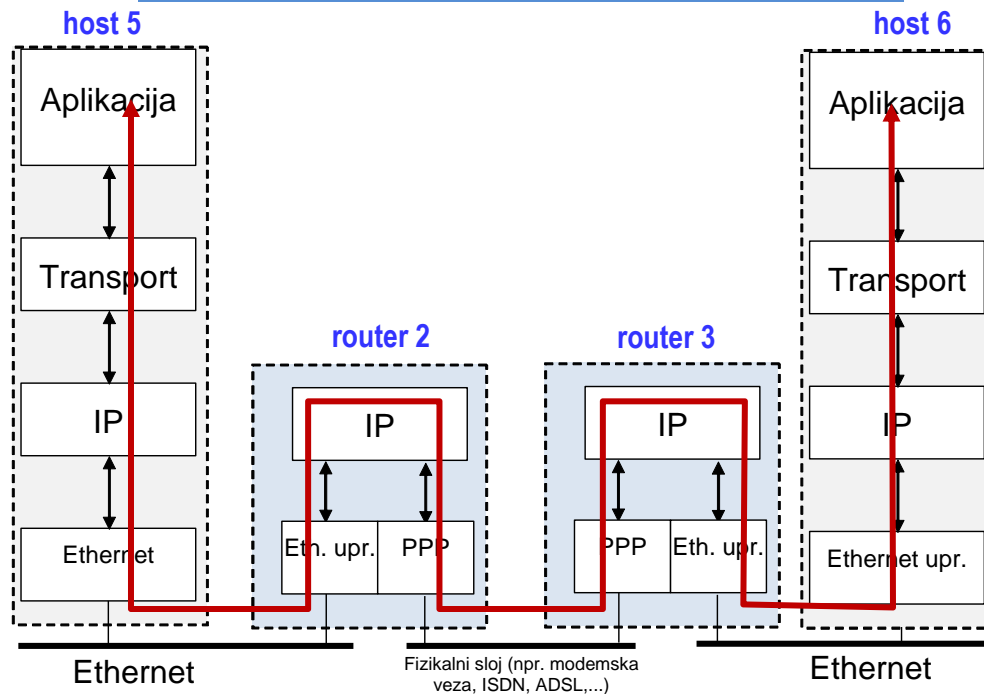 host 5
host 6
Aplikacija
Aplikacija
Transport
Transport
router 2
router 3
IP
IP
IP
IP
Ethernet
Eth. upr.
PPP
PPP
Eth. upr.
Ethernet upr.
Ethernet
Fizikalni sloj (npr. modemska
veza, ISDN, ADSL,...)
Ethernet